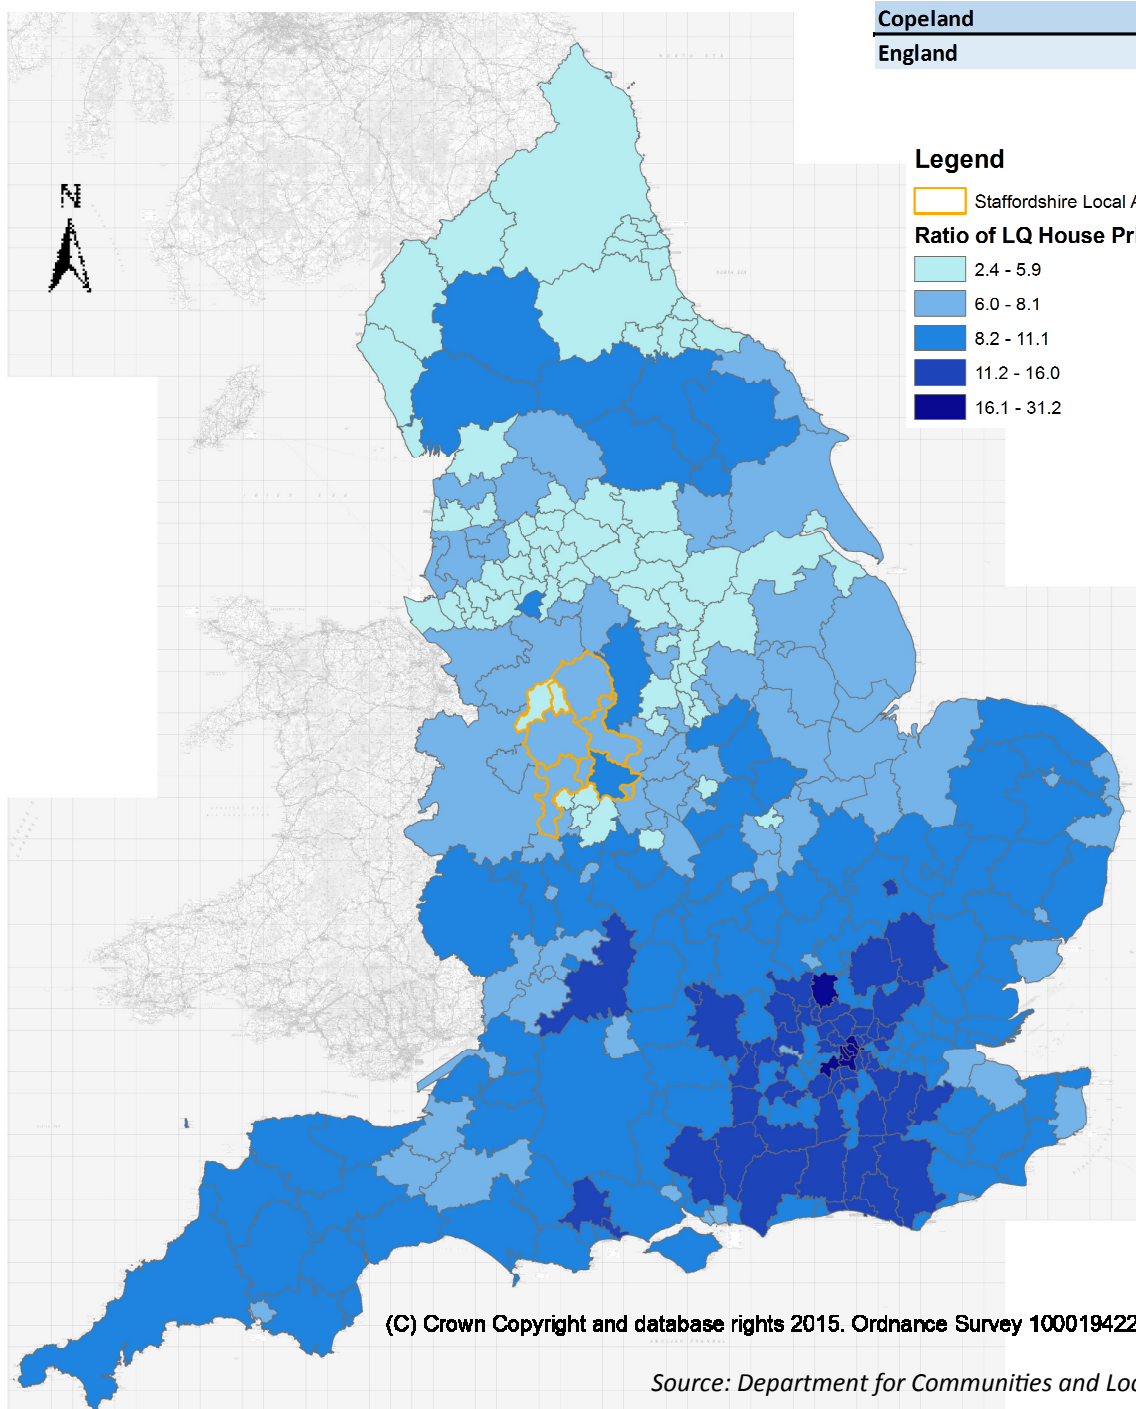 Copeland
England
N
Legend
Staffordshire Local A
Ratio of LQ House Pri
2.4 - 5.9
6.0 - 8.1
8.2 - 11.1
11.2 - 16.0
16.1 - 31.2
(C) Crown Copyright and database rights 2015. Ordnance Survey 100019422
Source: Department for Communities and Loc